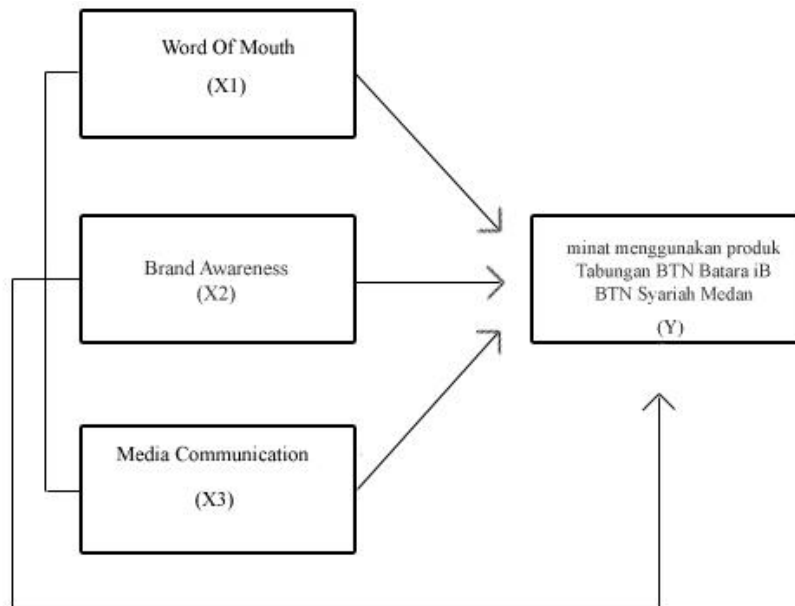 Word Of Mouth
(X1)
Brand Awareness
(X2)
Media Communication
(X3)
minat menggunakan produk
Tabungan BTN Batara iB
BTN Syariah Medan
(Y)